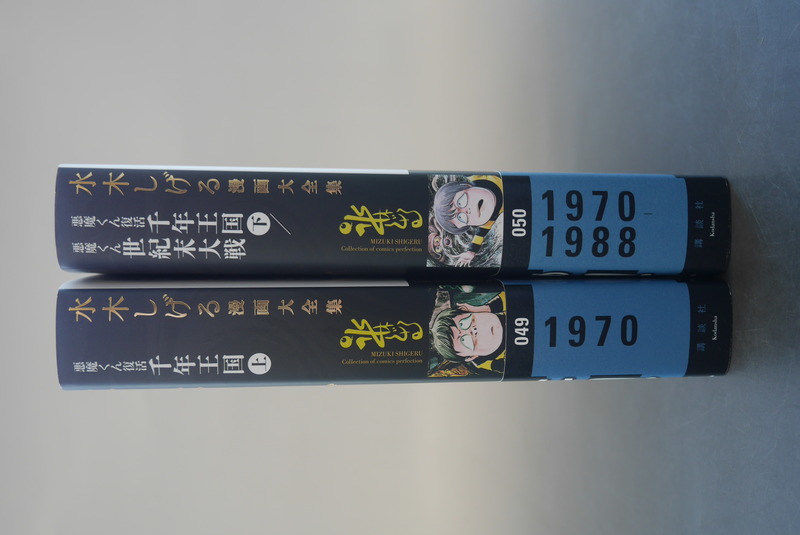 水木しげる漫画大全集
悪魔くん復活 千年王国 下
悪魔くん 世紀末大戦
MIZUKI SHIGERU
Collection of comics perfection
050
1970
1988
講談社
Kodansha
水木しげる漫画大全集
悪魔くん復活 千年王国 上
MIZUKI SHIGERU
Collection of comics perfection
049
1970
講談社
Kodansha